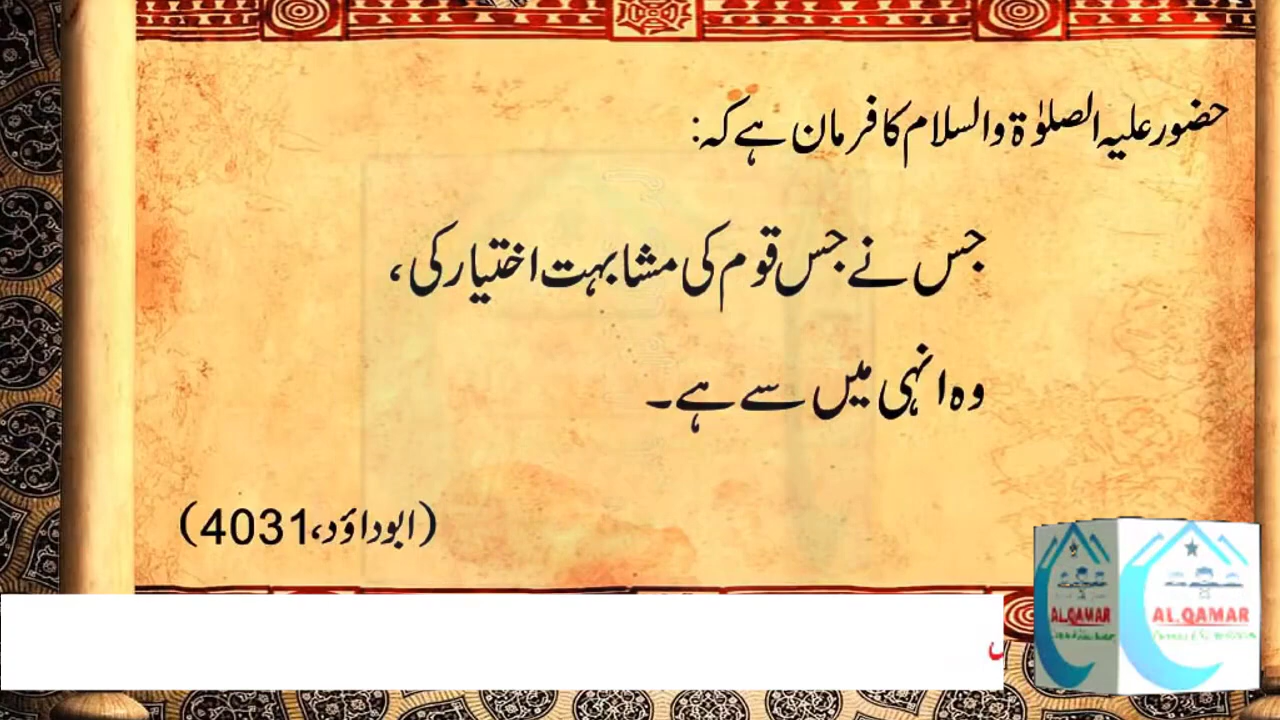 حضور علیہ الصلوٰۃ والسلام کا فرمان ہے کہ:
جس نے جس قوم کی مشابہت اختیار کی،
وہ انہی میں سے ہے۔
(ابوداؤد، 4031)
AL.QAMAR
AL.QAMAR